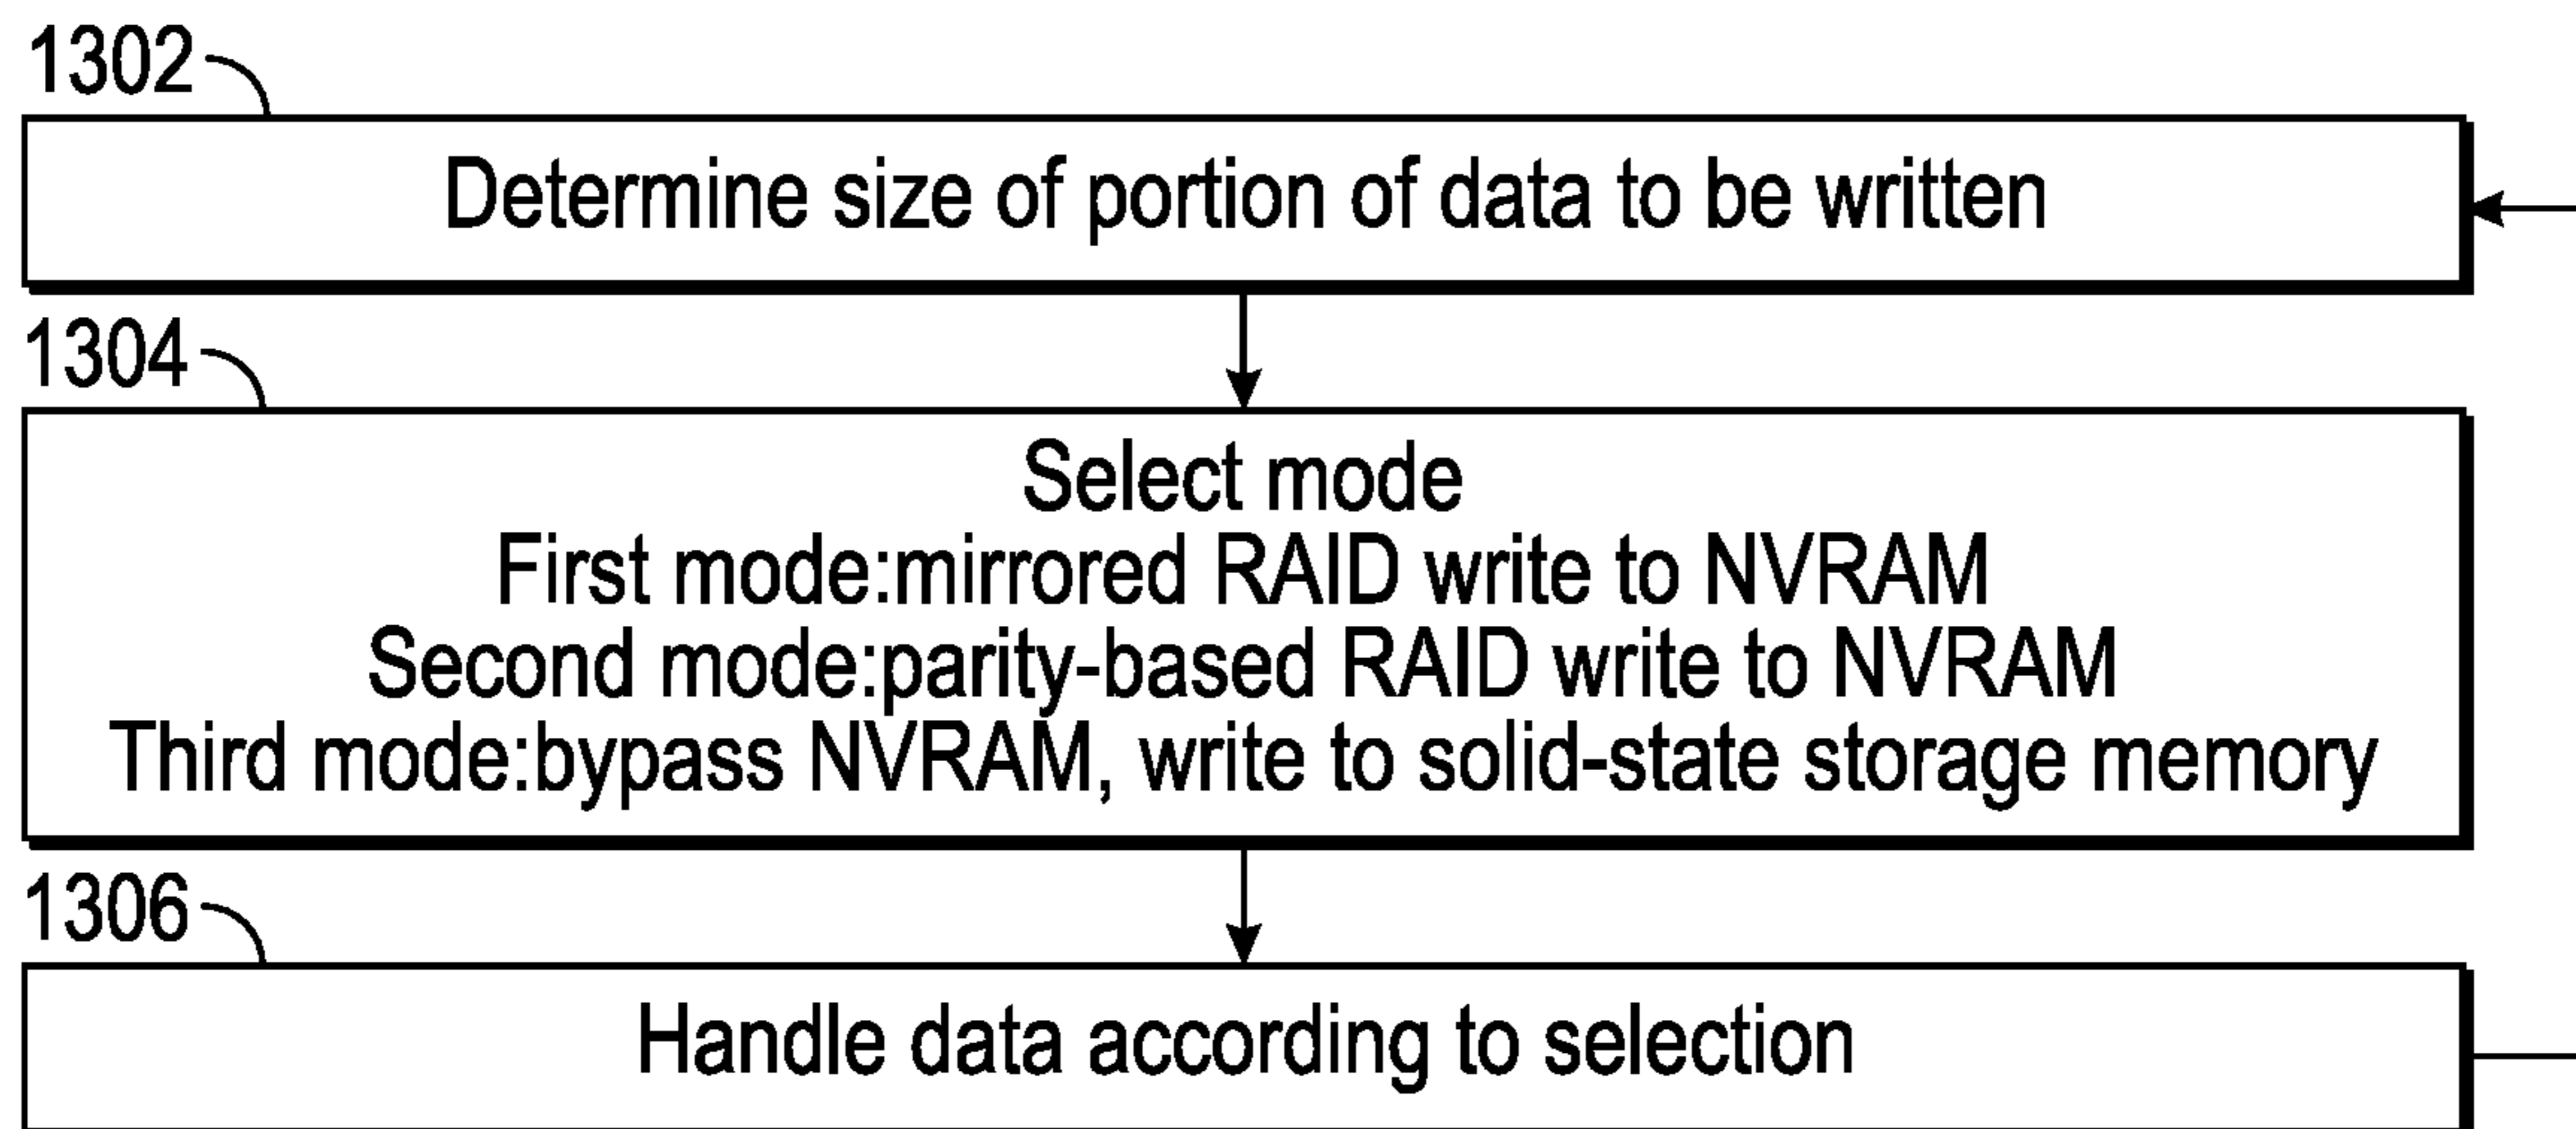 1302
Determine size of portion of data to be written
1304
Select mode
First mode:mirrored RAID write to NVRAM
Second mode:parity-based RAID write to NVRAM
Third mode:bypass NVRAM, write to solid-state storage memory
1306
Handle data according to selection